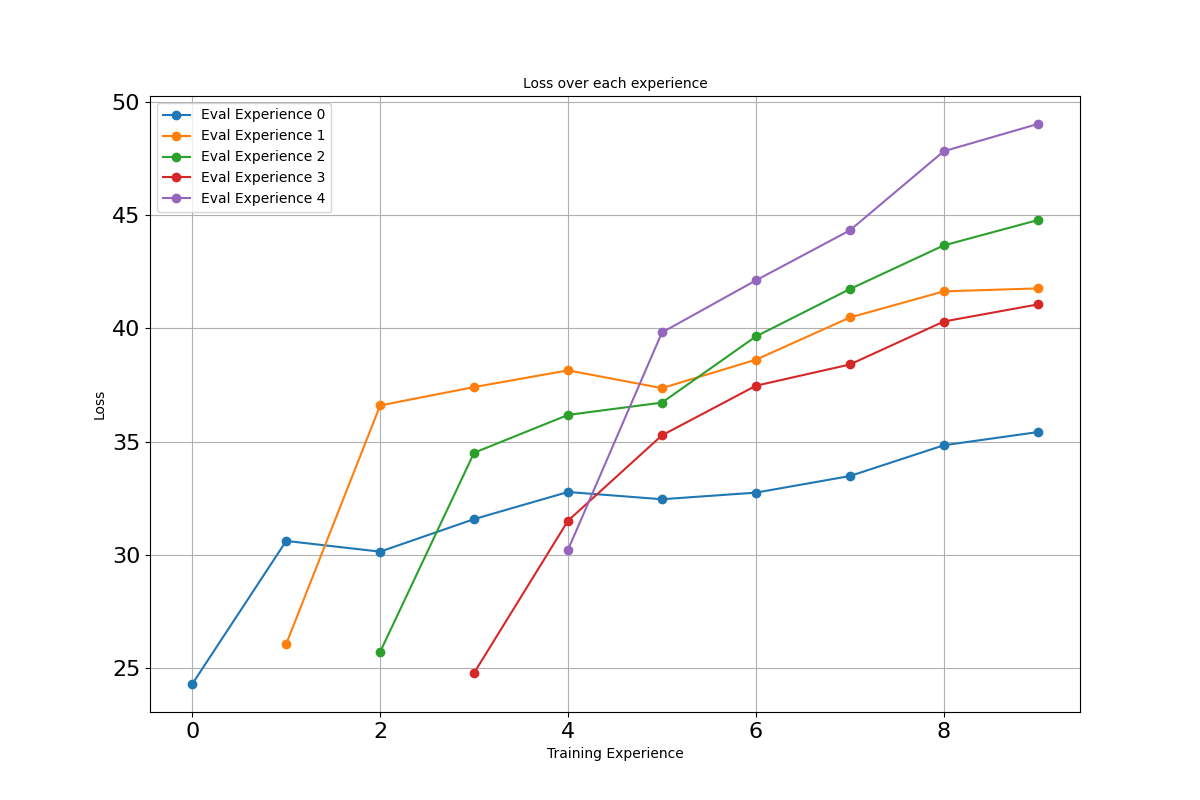 Loss over each experience
50
45
40
35
30
25
Loss
Eval Experience 0
Eval Experience 1
Eval Experience 2
Eval Experience 3
Eval Experience 4
0 2 4 6 8
Training Experience